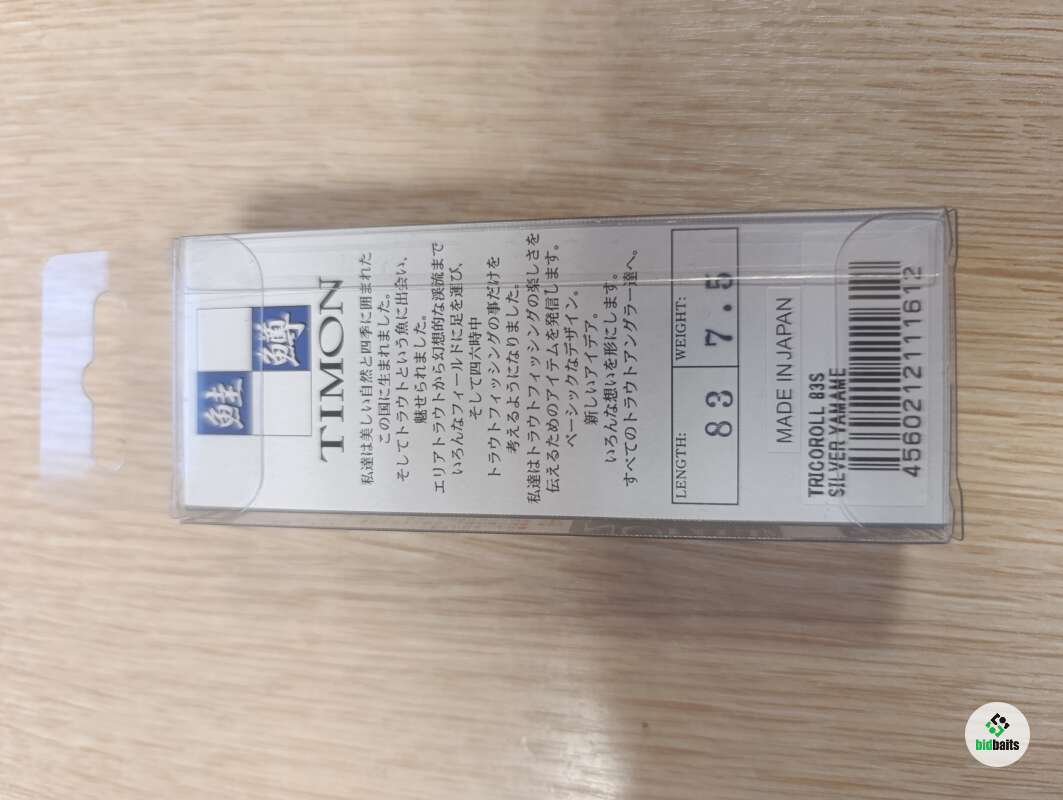 鮭
鱒
TIMON
私達は美しい自然と四季に囲まれた
この国に生まれました。
そしてトラウトという魚に出会い、
魅せられました。
エリアトラウトから幻想的な渓流まで
いろんなフィールドに足を運び、
トラウトフィッシングの事だけを
そして四六時中
考えるようになりました。
私達はトラウトフィッシングの楽しさを
伝えるためのアイテムを発信します。
ベーシックなデザイン。
新しいアイデア。
いろんな想いを形にします。
すべてのトラウトアングラー達へ。
LENGTH: WEIGHT:
83 7.5
MADE IN JAPAN
TRICOROLL 83S
SILVER YAMAME
4560212111612
bidbaits